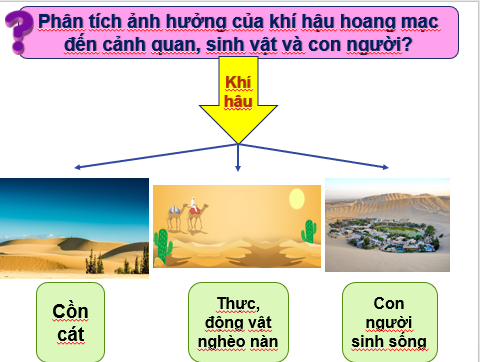 Phân tích ảnh hưởng của khí hậu hoang mạc
đến cảnh quan, sinh vật và con người?
Khí
hậu
Cồn
cát
Thực,
động vật
nghèo nàn
Con
người
sinh sống